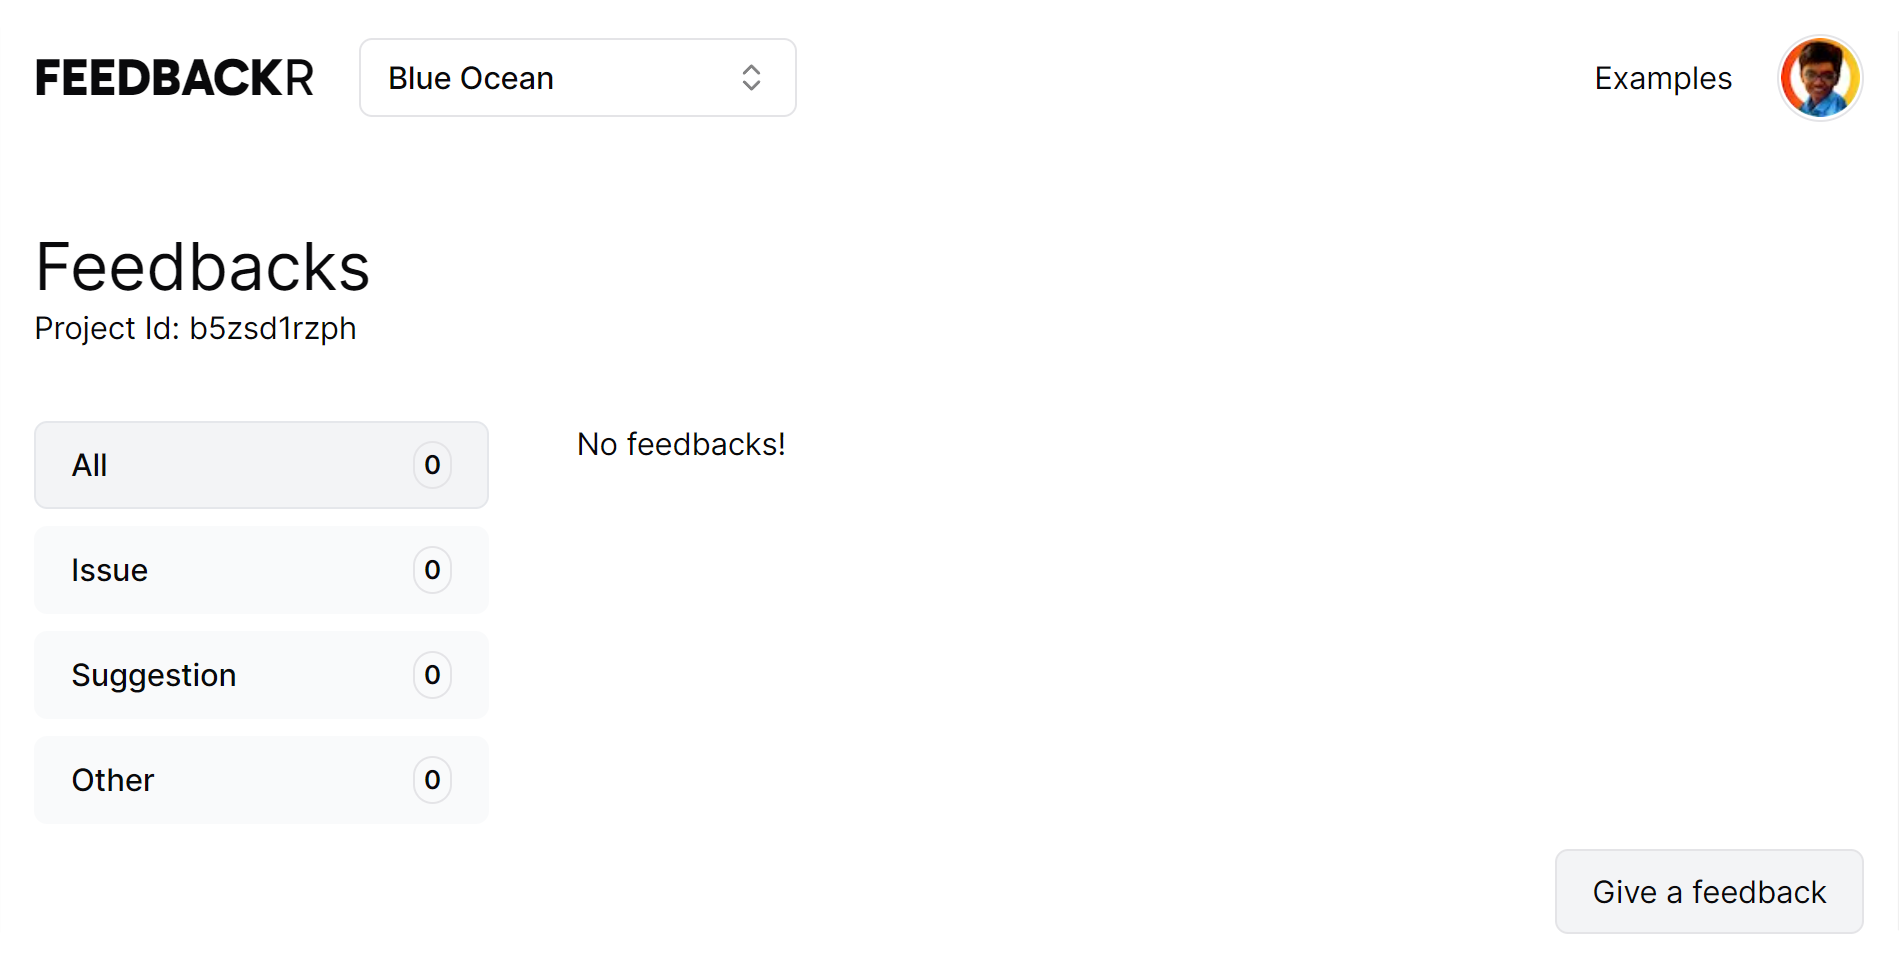 FEEDBACKR
Blue Ocean
Examples
Feedbacks
Project Id: b5zsd1rzph
All 0
No feedbacks!
Issue 0
Suggestion 0
Other 0
Give a feedback